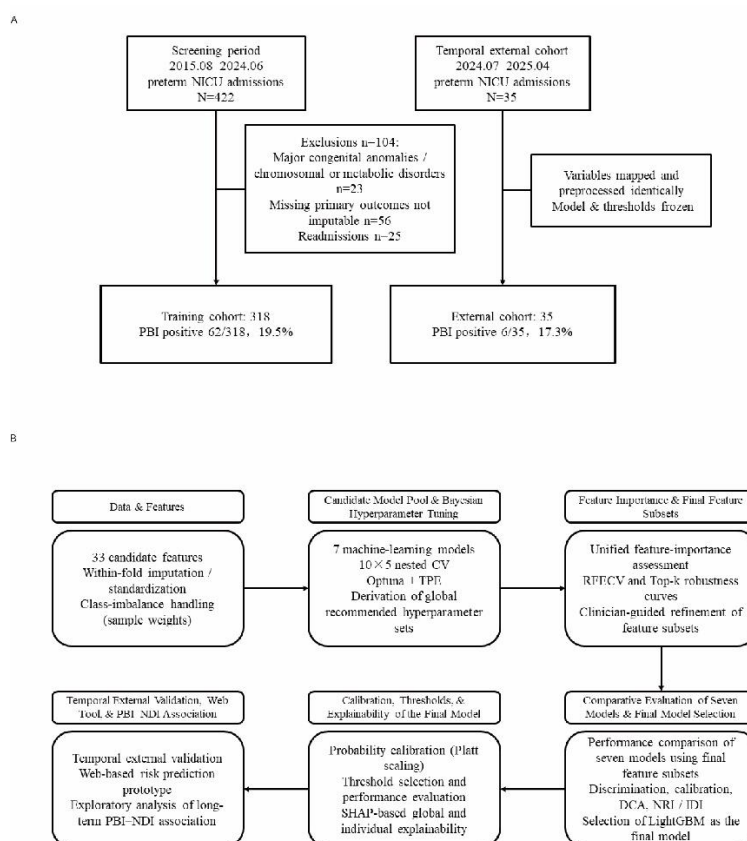 A
Screening period
2015.08–2024.06
preterm NICU admissions
N=422
Temporal external cohort
2024.07–2025.04
preterm NICU admissions
N=35
Exclusions n=104:
Major congenital anomalies /
chromosomal or metabolic disorders
n=23
Missing primary outcomes not
imputable n=56
Readmissions n=25
Variables mapped and
preprocessed identically
Model & thresholds frozen
Training cohort: 318
PBI positive 62/318, 19.5%
External cohort: 35
PBI positive 6/35, 17.3%
B
Data & Features
33 candidate features
Within-fold imputation /
standardization
Class-imbalance handling
(sample weights)
Candidate Model Pool & Bayesian
Hyperparameter Tuning
7 machine-learning models
10×5 nested CV
Optuna + TPE
Derivation of global
recommended hyperparameter
sets
Feature Importance & Final Feature
Subsets
Unified feature-importance
assessment
RFECV and Top-k robustness
curves
Clinician-guided refinement of
feature subsets
Temporal External Validation, Web
Tool, & PBI–NDI Association
Temporal external validation
Web-based risk prediction
prototype
Exploratory analysis of long-
term PBI–NDI association
Calibration, Thresholds, &
Explainability of the Final Model
Probability calibration (Platt
scaling)
Threshold selection and
performance evaluation
SHAP-based global and
individual explainability
Comparative Evaluation of Seven
Models & Final Model Selection
Performance comparison of
seven models using final
feature subsets
Discrimination, calibration,
DCA, NRI / IDI
Selection of LightGBM as the
final model